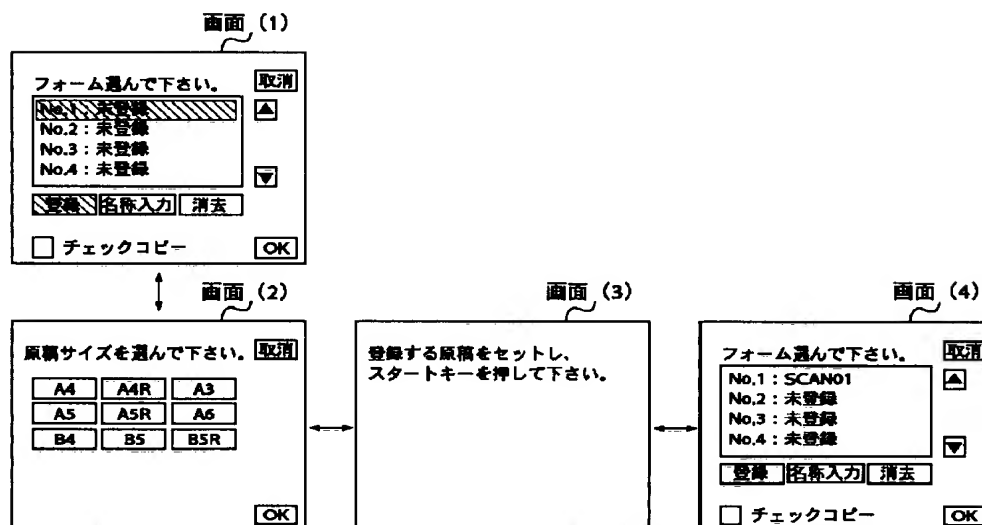 画面 (1)
フォーム選んで下さい。 取消
No.1 : 未登録 ▲
No.2 : 未登録
No.3 : 未登録
No.4 : 未登録 ▼
登録 名称入力 消去
チェックコピー OK
画面 (2)
原稿サイズを選んで下さい。 取消
A4 A4R A3
A5 A5R A6
B4 B5 B5R
OK
画面 (3)
登録する原稿をセットし、
スタートキーを押して下さい。
画面 (4)
フォーム選んで下さい。 取消
No.1 : SCAN01 ▲
No.2 : 未登録
No.3 : 未登録
No.4 : 未登録 ▼
登録 名称入力 消去
チェックコピー OK